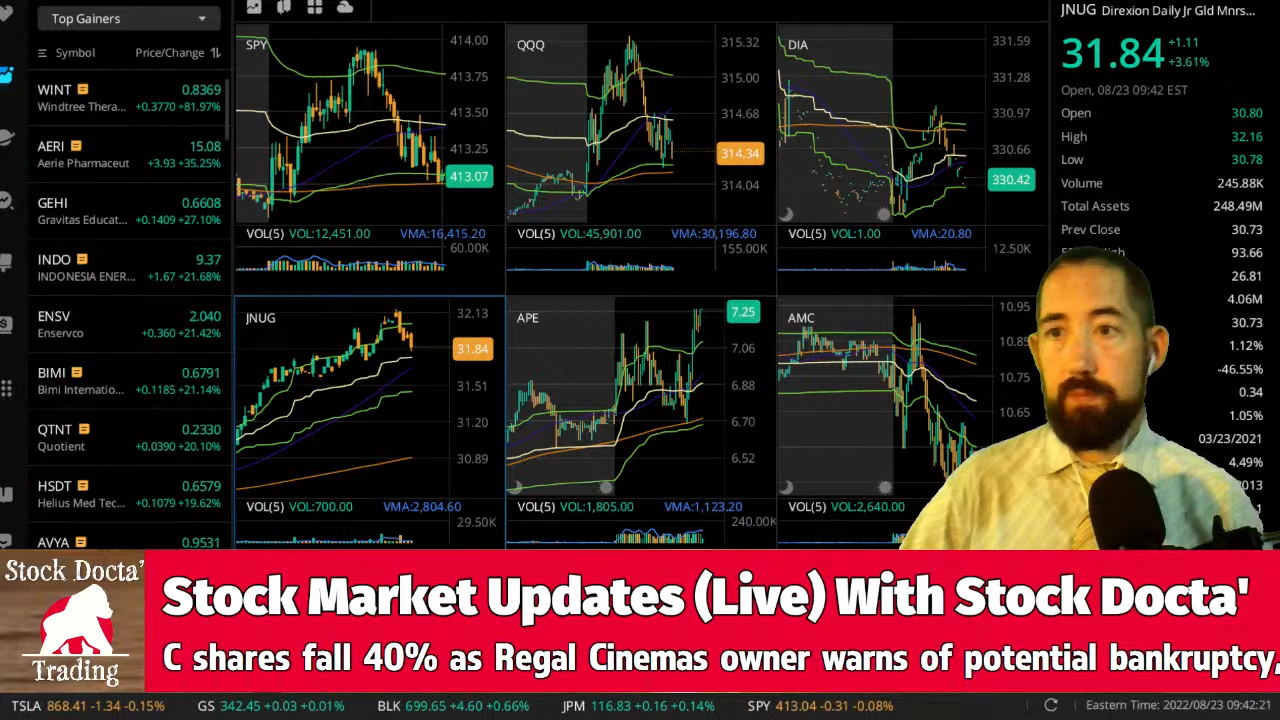 Top Gainers
Symbol Price/Change
WINT 0.8369
Windtree Thera... +0.3770 +81.97%
AERI 15.08
Aerie Pharmaceut +3.93 +35.25%
GEHI 0.6608
Gravitas Educat... +0.1409 +27.10%
INDO 9.37
INDONESIA ENER... +1.67 +21.68%
ENSV 2.040
Enservco +0.360 +21.42%
BIMI 0.6791
Bimi Internatio... +0.1185 +21.14%
QTNT 0.2330
Quotient +0.0390 +20.10%
HSDT 0.6579
Helius Med Tec... +0.1079 +19.62%
AVYA 0.9531
SPY
414.00
413.75
413.50
413.25
413.07
VOL(5) VOL:12,451.00 VMA:16,415.20
60.00K
QQQ
315.32
315.00
314.68
314.34
314.04
VOL(5) VOL:45,901.00 VMA:30,196.80
155.00K
DIA
331.59
331.28
330.97
330.66
330.42
VOL(5) VOL:1.00 VMA:20.80
12.50K
JNUG
32.13
31.84
31.51
31.20
30.89
VOL(5) VOL:700.00 VMA:2,804.60
29.50K
APE
7.25
7.06
6.88
6.70
6.52
VOL(5) VOL:1,805.00 VMA:1,123.20
240.00K
AMC
10.95
10.85
10.75
10.65
VOL(5) VOL:2,640.00
JNUG Direxion Daily Jr Gld Mnrs...
31.84 +1.11
+3.61%
Open, 08/23 09:42 EST
Open 30.80
High 32.16
Low 30.78
Volume 245.88K
Total Assets 248.49M
Prev Close 30.73
93.66
26.81
4.06M
30.73
1.12%
-46.55%
0.34
1.05%
03/23/2021
4.49%
2013
Stock Docta'
Trading
Stock Market Updates (Live) With Stock Docta'
C shares fall 40% as Regal Cinemas owner warns of potential bankruptcy.
TSLA 868.41 -1.34 -0.15% GS 342.45 +0.03 +0.01% BLK 699.65 +4.60 +0.66% JPM 116.83 +0.16 +0.14% SPY 413.04 -0.31 -0.08% Eastern Time: 2022/08/23 09:42:21